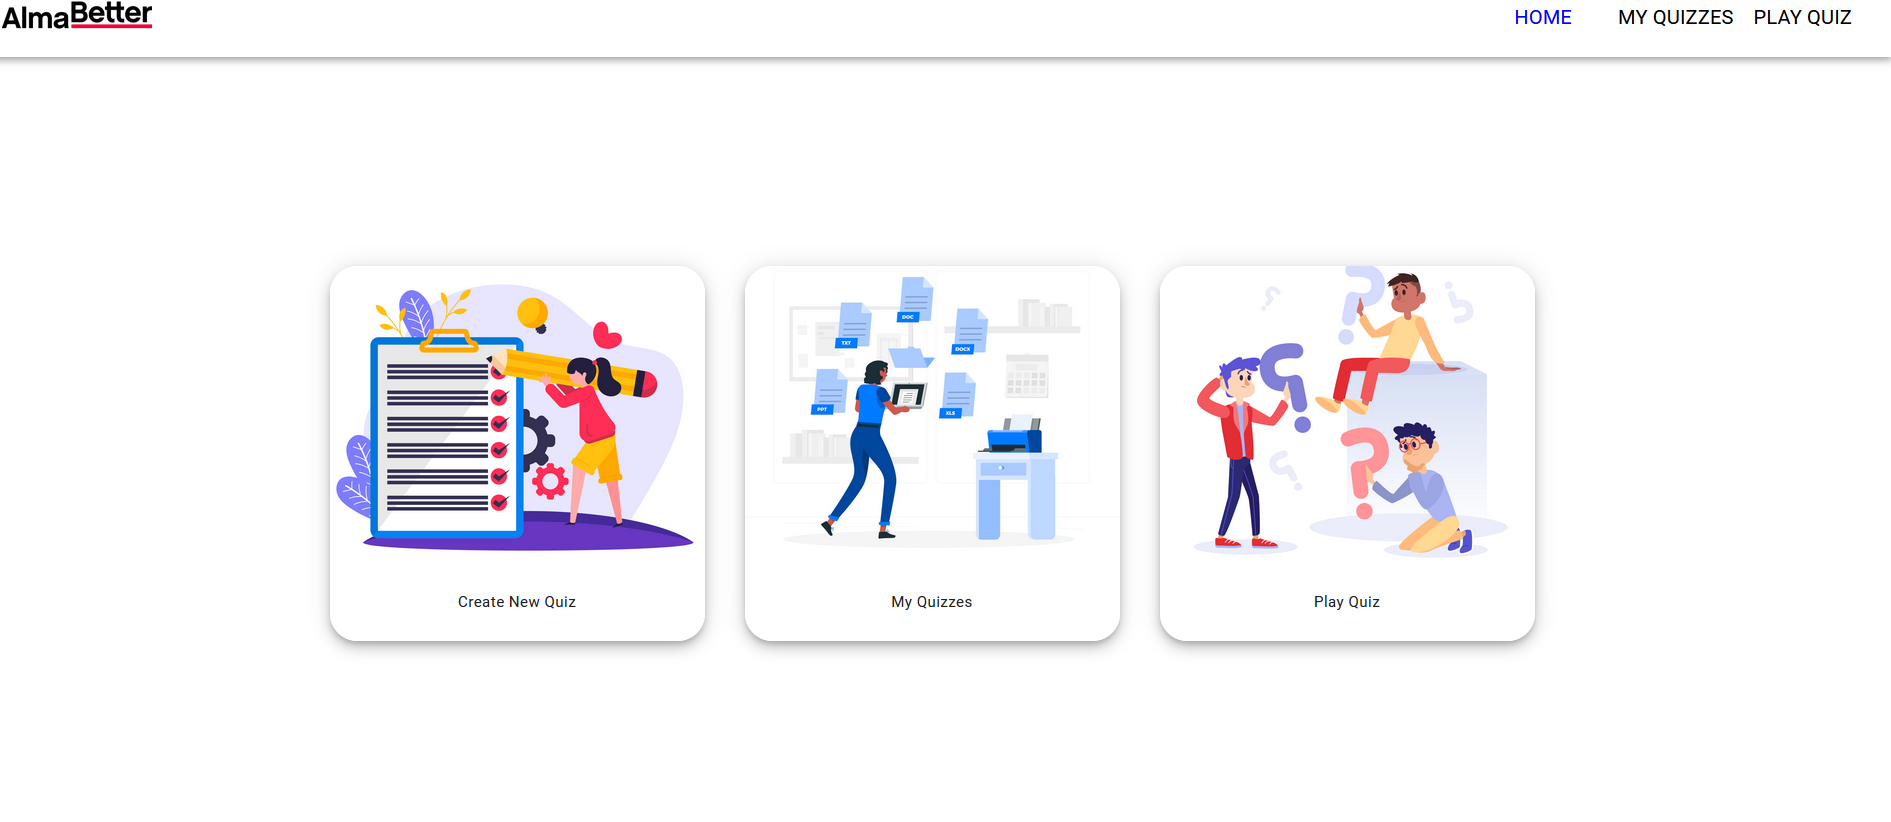 AlmaBetter
HOME MY QUIZZES PLAY QUIZ
DOC
TXT
DOCX
PPT
XLS
Create New Quiz
My Quizzes
Play Quiz